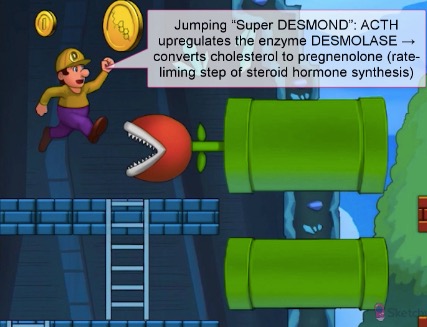 Jumping “Super DESMOND”: ACTH
upregulates the enzyme DESMOLASE →
converts cholesterol to pregnenolone (rate-
liming step of steroid hormone synthesis)